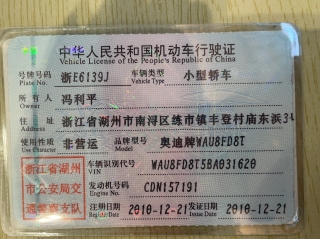 中华人民共和国机动车行驶证
Vehicle License of the People's Republic of China
号牌号码 Plate No. 浙E6139J 车辆类型 Vehicle Type 小型轿车
所有人 Owner 冯利平
住址 Address 浙江省湖州市南浔区练市镇丰登村庙东浜3
使用性质 Use Character 非营运 品牌型号 Model 奥迪牌WAU8FD8T
浙江省湖州市公安局交通警察支队
车辆识别代号 VIN WAU8FD8T5BA031620
发动机号码 Engine No. CDN157191
注册日期 Register Date 2010-12-21 发证日期 Issue Date 2010-12-21